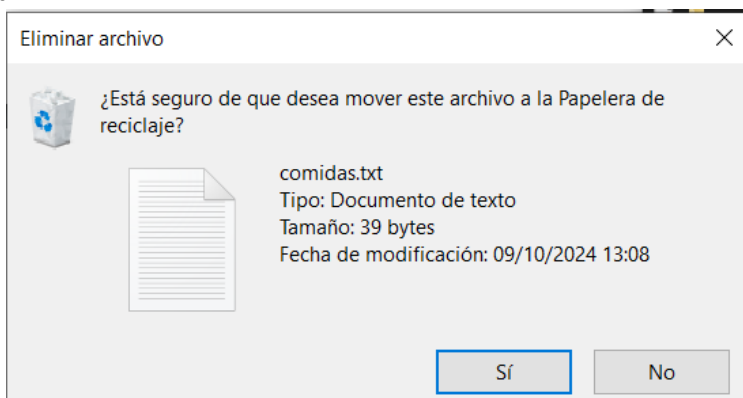 Eliminar archivo
¿Está seguro de que desea mover este archivo a la Papelera de
reciclaje?
comidas.txt
Tipo: Documento de texto
Tamaño: 39 bytes
Fecha de modificación: 09/10/2024 13:08
Sí
No